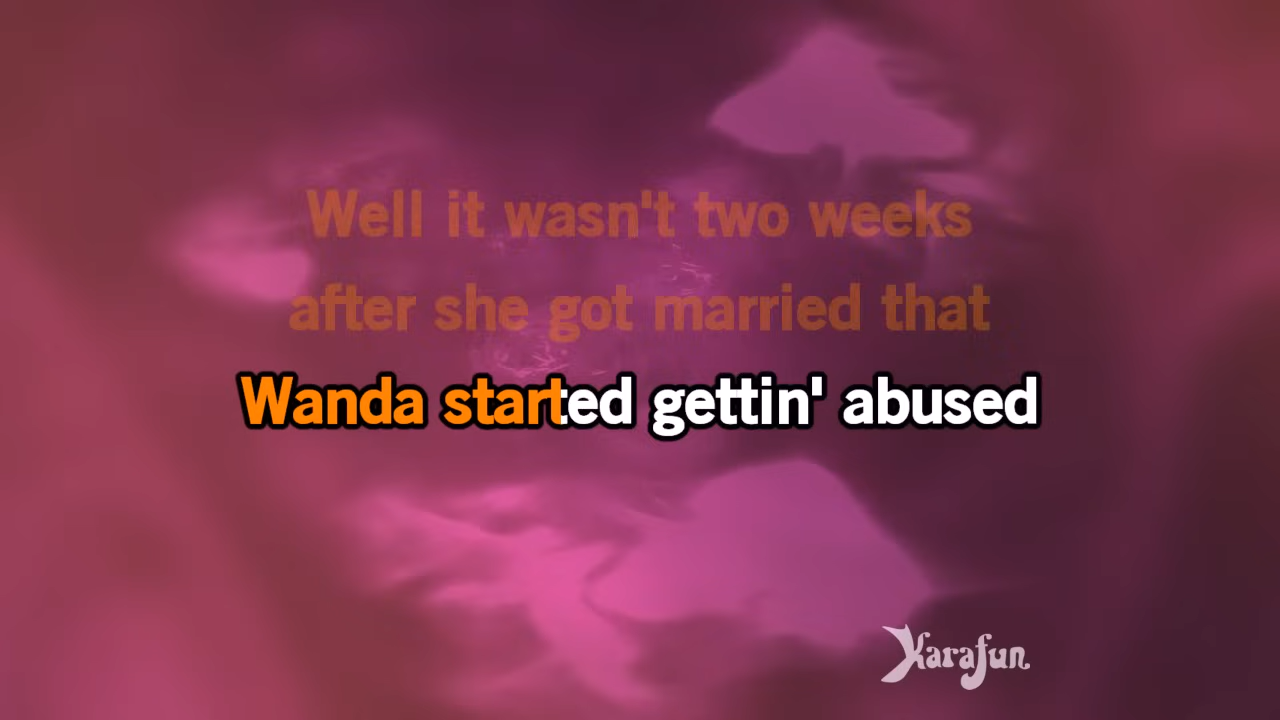 Well it wasn't two weeks
after she got married that
Wanda started gettin' abused
Karafun